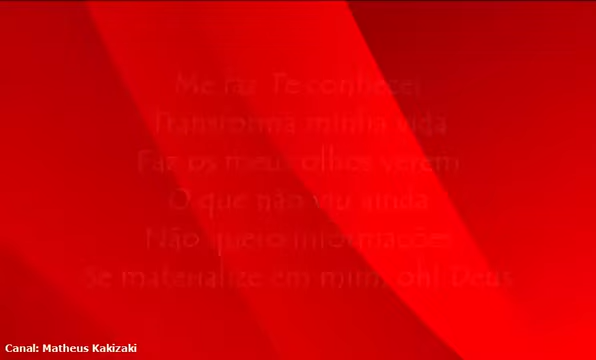 Me faz Te conhecer
Transforma minha vida
Faz os meus olhos verem
O que não viu ainda
Não quero informações
Se materialize em mim, oh! Deus
Canal: Matheus Kakizaki